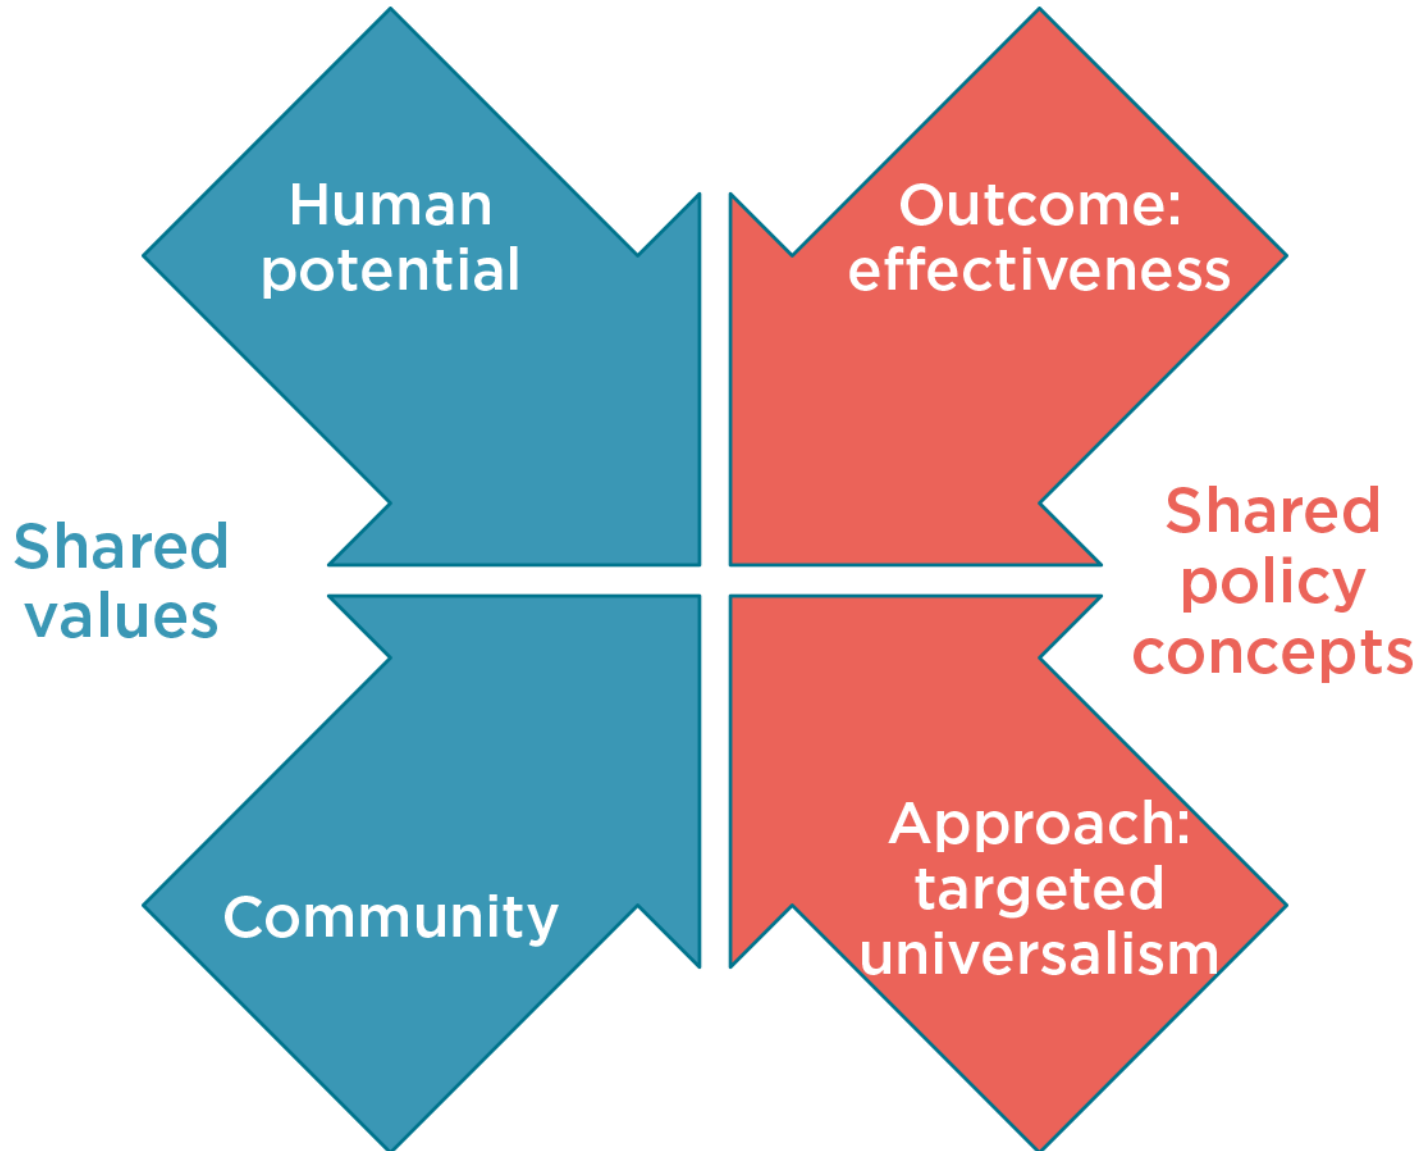 Human
potential
Outcome:
effectiveness
Shared
values
Shared
policy
concepts
Community
Approach:
targeted
universalism